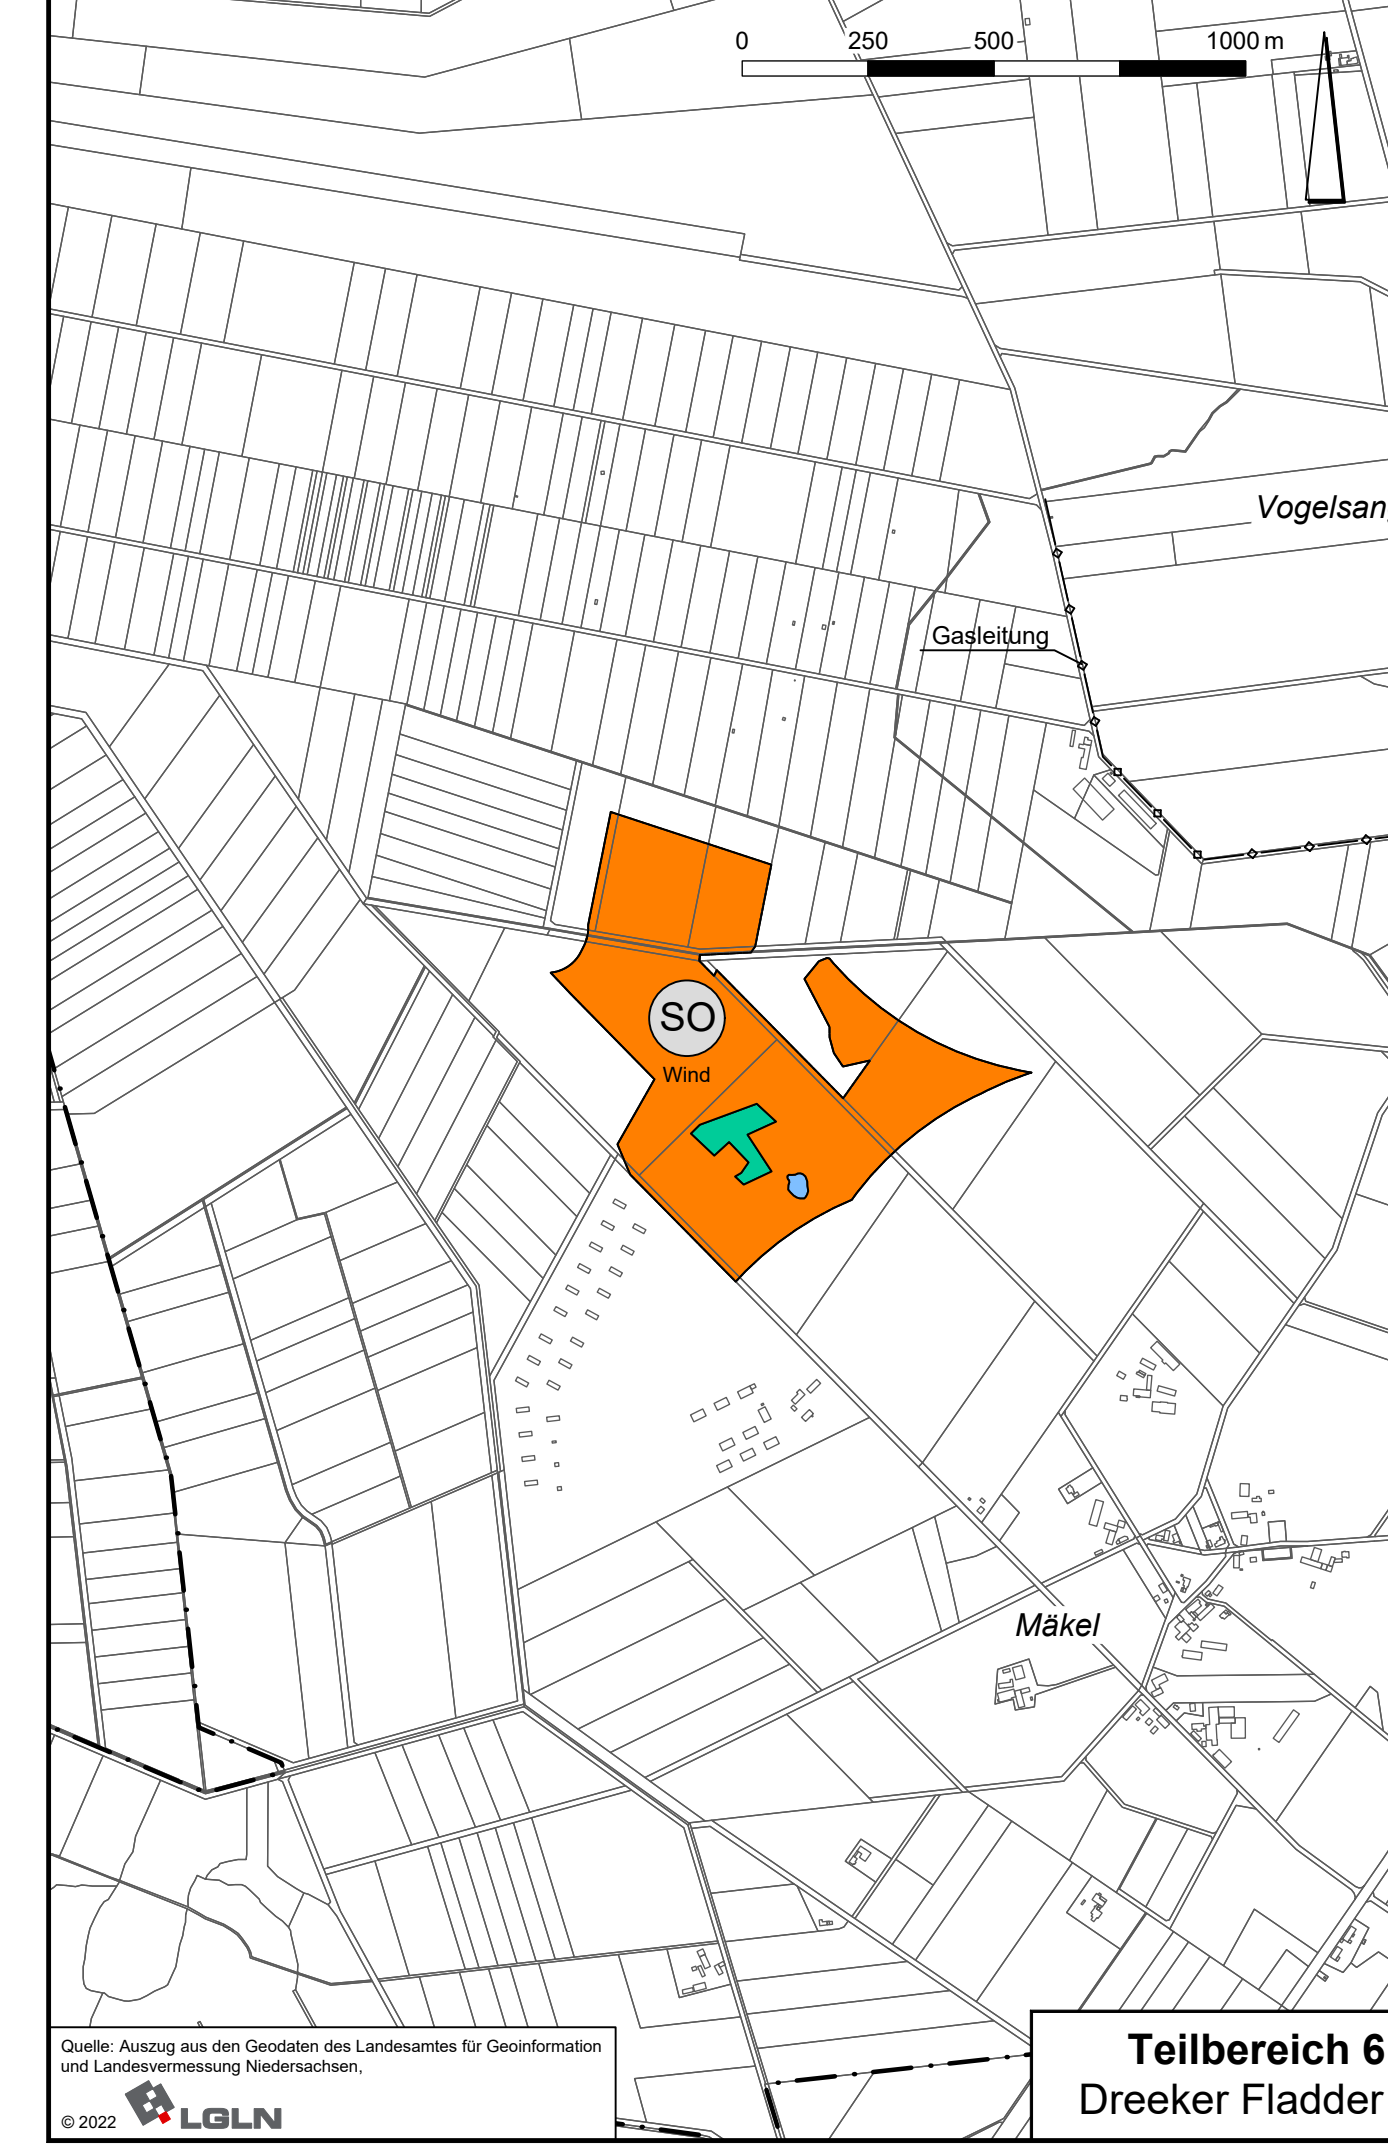 0 250 500 1000 m
Vogelsan
Gasleitung
SO
Wind
Mäkel
Quelle: Auszug aus den Geodaten des Landesamtes für Geoinformation
und Landesvermessung Niedersachsen,
© 2022 LGLN
Teilbereich 6
Dreeker Fladder